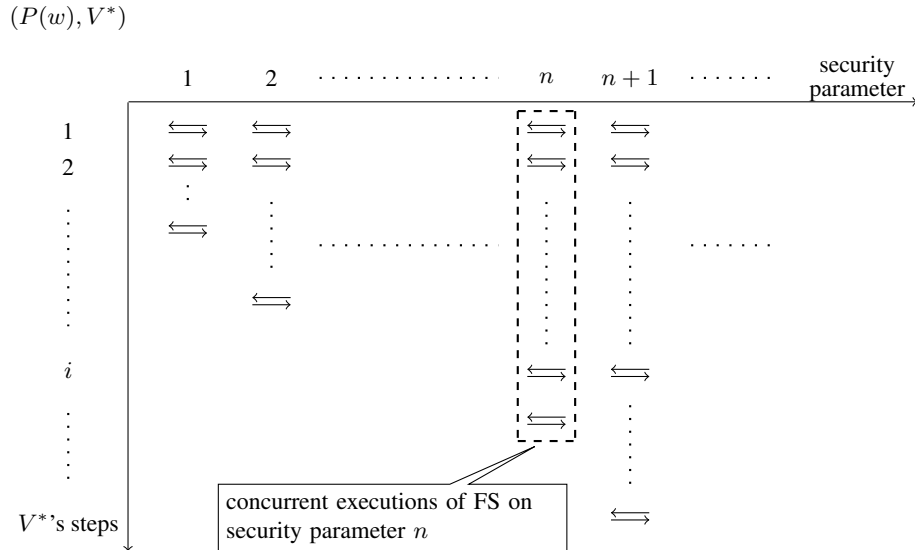 (P(w), V*)
1 2 · · · · · · · · · · · · · · · · n n + 1 · · · · · · · security
parameter
1
2
i
V*'s steps
concurrent executions of FS on
security parameter n